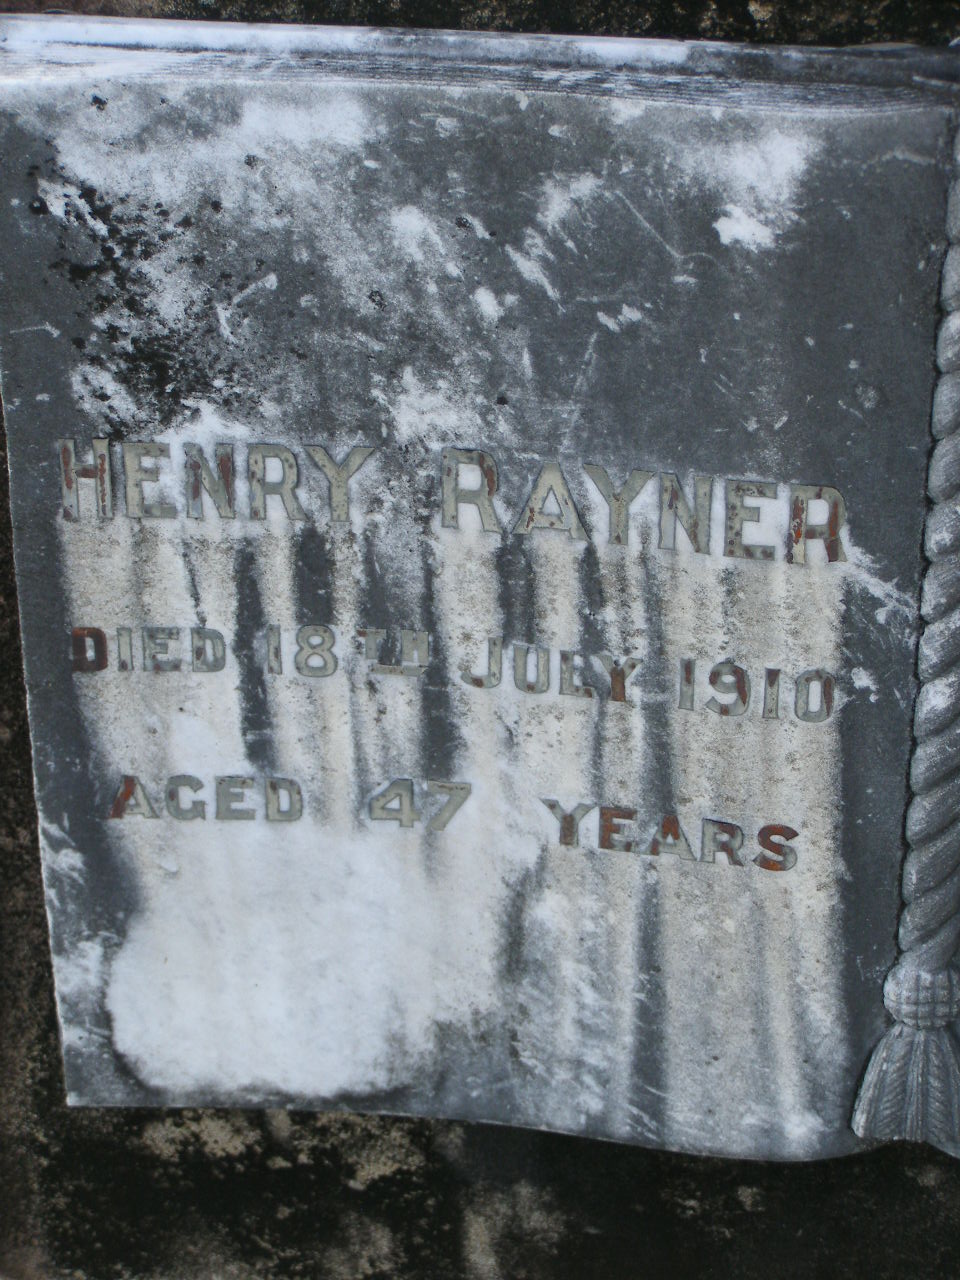 HENRY RAYNER
DIED 18TH JULY 1910
AGED 47 YEARS